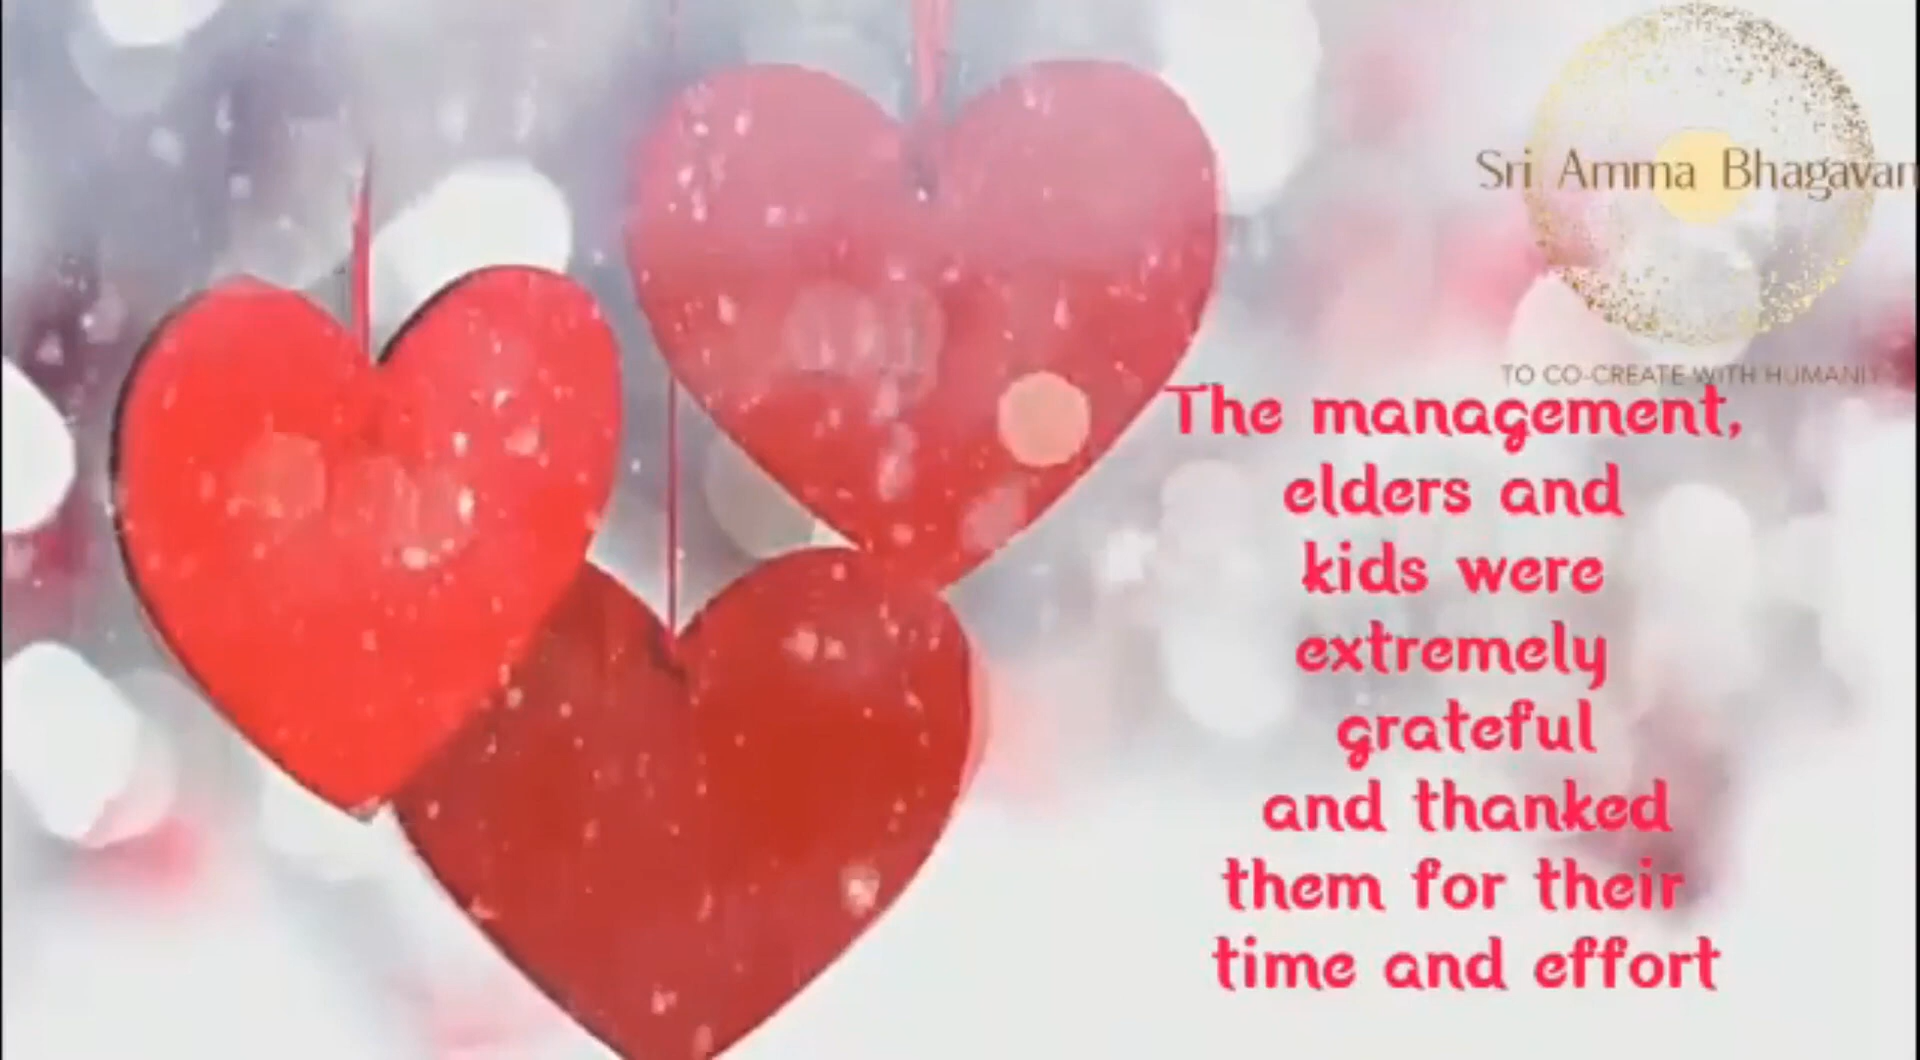 Sri Amma Bhagavan
TO CO-CREATE WITH HUMANI
The management,
elders and
kids were
extremely
grateful
and thanked
them for their
time and effort